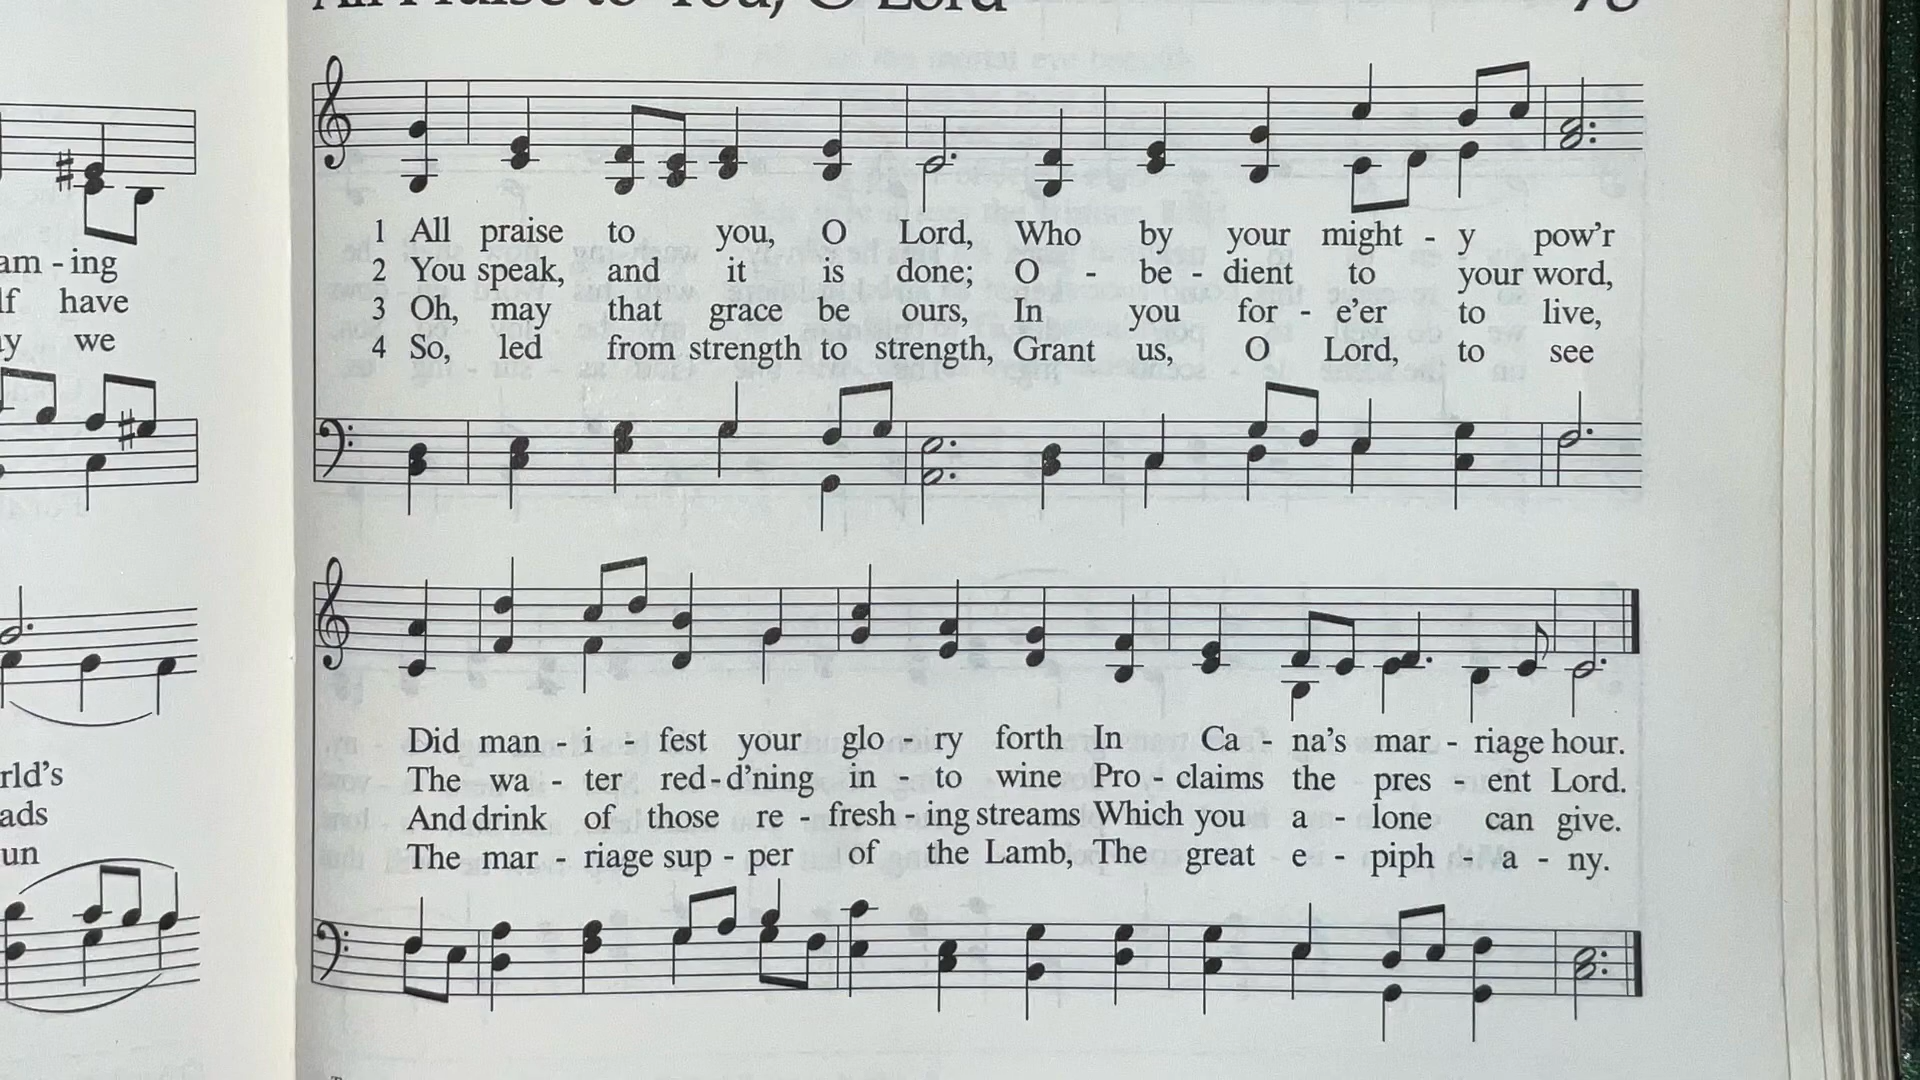 All Praise to You, O Lord
am - ing
lf have
y we
1 All praise to you, O Lord, Who by your might - y pow'r
2 You speak, and it is done; O - be - dient to your word,
3 Oh, may that grace be ours, In you for - e'er to live,
4 So, led from strength to strength, Grant us, O Lord, to see
rld's
ads
un
Did man - i - fest your glo - ry forth In Ca - na's mar - riage hour.
The wa - ter red - d'ning in - to wine Pro - claims the pres - ent Lord.
And drink of those re - fresh - ing streams Which you a - lone can give.
The mar - riage sup - per of the Lamb, The great e - piph - a - ny.